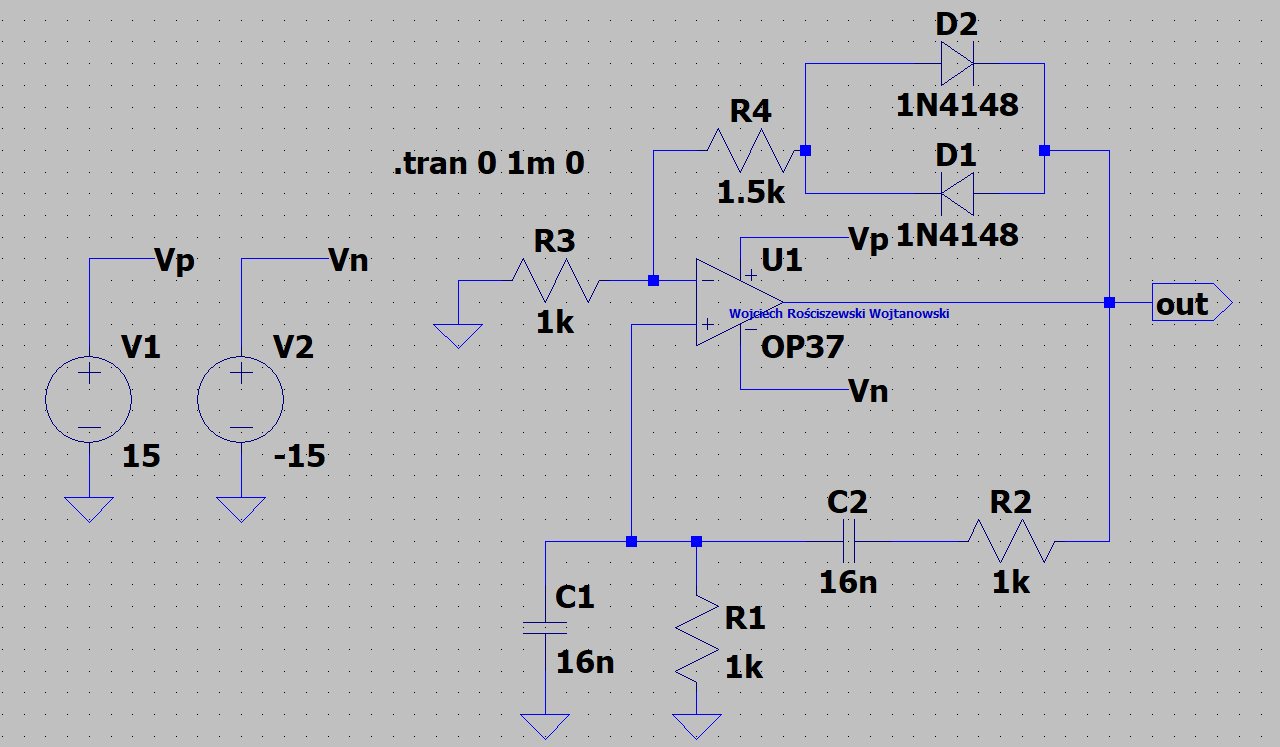 D2
1N4148
R4
1.5k
D1
1N4148
.tran 0 1m 0
R3
1k
Vp
U1
Wojciech Rościszewski Wojtanowski
OP37
Vn
out
Vp
Vn
V1
15
V2
-15
C2
16n
R2
1k
C1
16n
R1
1k